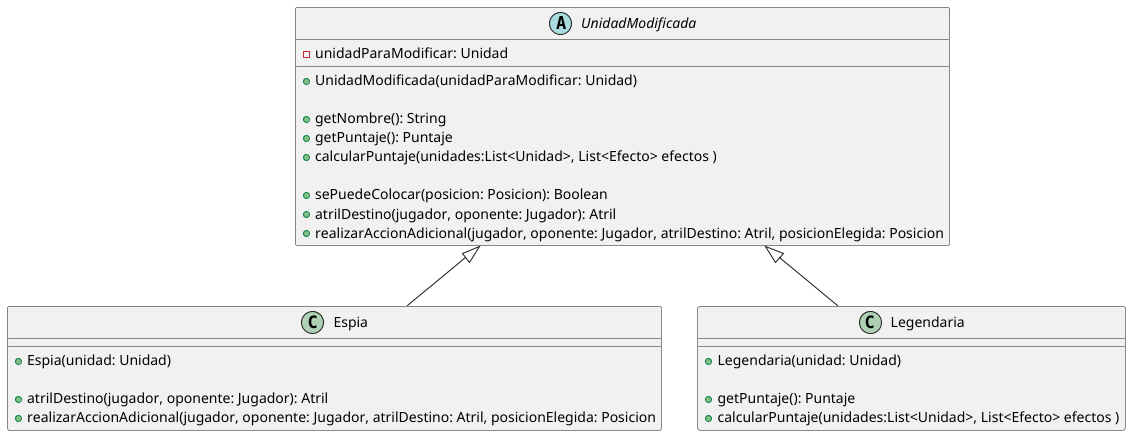 A UnidadModificada
unidadParaModificar: Unidad
UnidadModificada(unidadParaModificar: Unidad)
getNombre(): String
getPuntaje(): Puntaje
calcularPuntaje(unidades:List<Unidad>, List<Efecto> efectos )
sePuedeColocar(posicion: Posicion): Boolean
atrilDestino(jugador, oponente: Jugador): Atril
realizarAccionAdicional(jugador, oponente: Jugador, atrilDestino: Atril, posicionElegida: Posicion
C Espia
Espia(unidad: Unidad)
atrilDestino(jugador, oponente: Jugador): Atril
realizarAccionAdicional(jugador, oponente: Jugador, atrilDestino: Atril, posicionElegida: Posicion
C Legendaria
Legendaria(unidad: Unidad)
getPuntaje(): Puntaje
calcularPuntaje(unidades:List<Unidad>, List<Efecto> efectos )